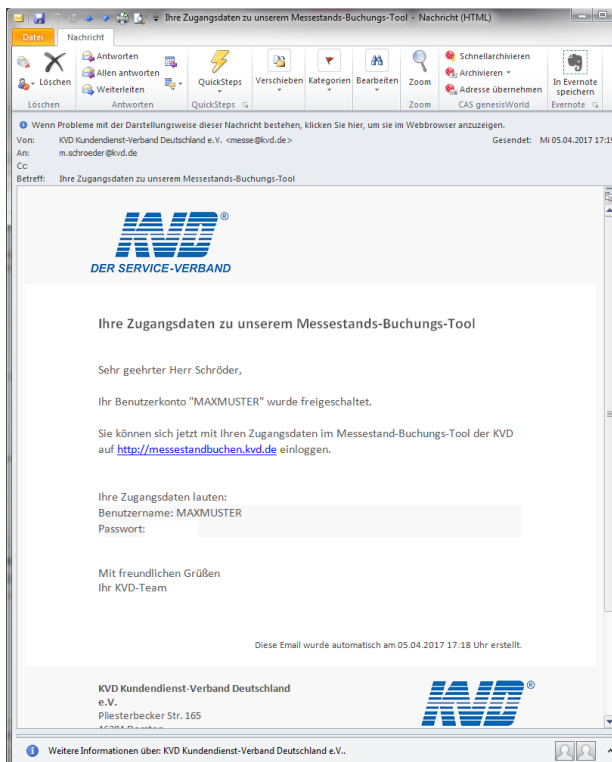 Ihre Zugangsdaten zu unserem Messestands-Buchungs-Tool - Nachricht (HTML)
Datei Nachricht
Löschen
Antworten
Allen antworten
Weiterleiten
QuickSteps
Verschieben Kategorien Bearbeiten Zoom
Schnellarchivieren
Archivieren
Adresse übernehmen
In Evernote
speichern
Löschen Antworten QuickSteps Zoom CAS genesisWorld Evernote
Wenn Probleme mit der Darstellungsweise dieser Nachricht bestehen, klicken Sie hier, um sie im Webbrowser anzuzeigen.
Von: KVD Kundendienst-Verband Deutschland e.V. <messe@kvd.de> Gesendet: Mi 05.04.2017 17:19
An: m.schroeder@kvd.de
Cc:
Betreff: Ihre Zugangsdaten zu unserem Messestands-Buchungs-Tool
KVD®
DER SERVICE-VERBAND
Ihre Zugangsdaten zu unserem Messestands-Buchungs-Tool
Sehr geehrter Herr Schröder,
Ihr Benutzerkonto "MAXMUSTER" wurde freigeschaltet.
Sie können sich jetzt mit Ihren Zugangsdaten im Messestand-Buchungs-Tool der KVD
auf http://messestandbuchen.kvd.de einloggen.
Ihre Zugangsdaten lauten:
Benutzername: MAXMUSTER
Passwort:
Mit freundlichen Grüßen
Ihr KVD-Team
Diese Email wurde automatisch am 05.04.2017 17:18 Uhr erstellt.
KVD Kundendienst-Verband Deutschland
e.V.
Pliesterbecker Str. 165
KVD®
Weitere Informationen über: KVD Kundendienst-Verband Deutschland e.V..